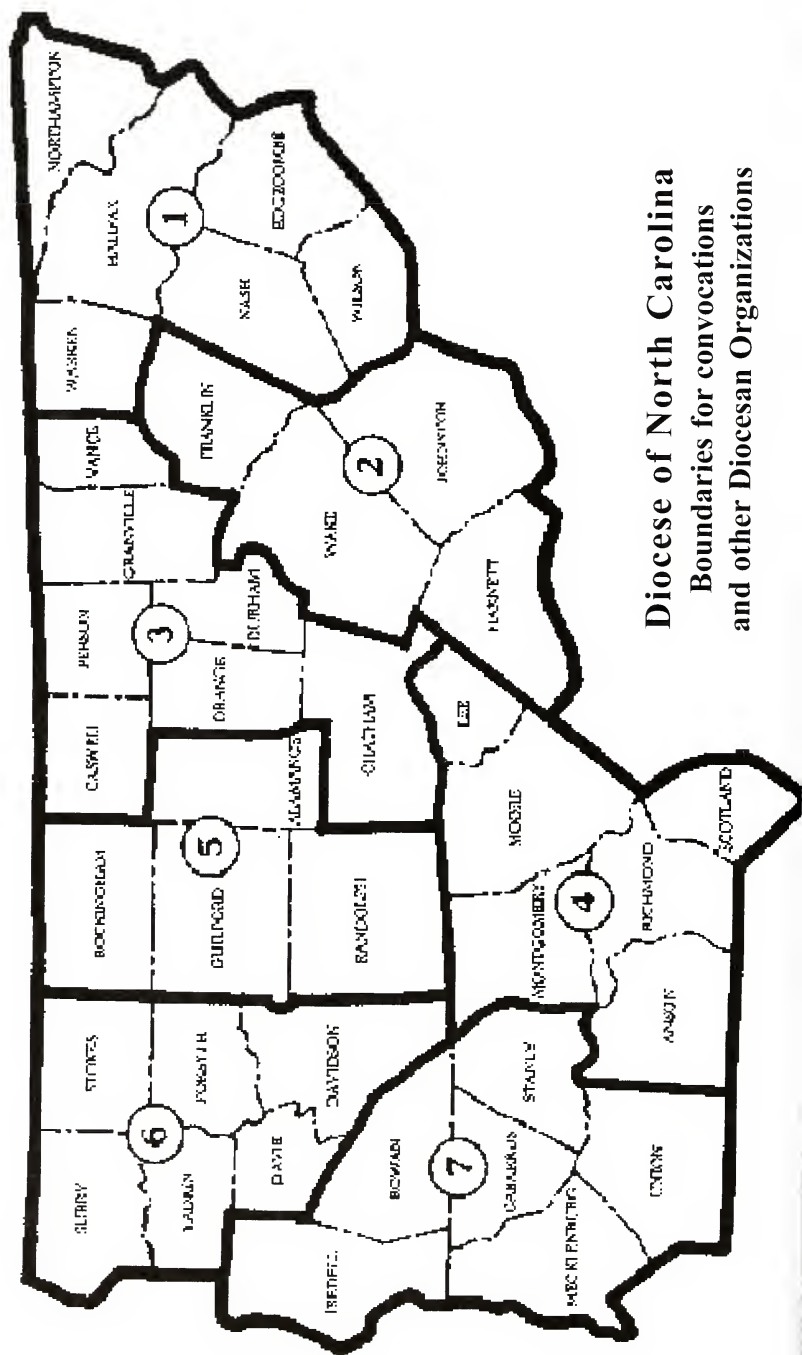 SURRY
STOKES
ROCKINGHAM
CASWELL
PERSON
GRANVILLE
VANCE
WARREN
NORTHAMPTON
HALIFAX
6
5
3
1
YADKIN
FORSYTH
GUILFORD
ALAMANCE
ORANGE
DURHAM
FRANKLIN
NASH
EDGECOMBE
IREDELL
DAVIE
DAVIDSON
RANDOLPH
CHATHAM
WAKE
2
WILSON
JOHNSTON
ROWAN
7
CABARRUS
STANLY
MONTGOMERY
4
MOORE
LEE
HARNETT
MECKLENBURG
UNION
ANSON
RICHMOND
SCOTLAND
Diocese of North Carolina
Boundaries for convocations
and other Diocesan Organizations